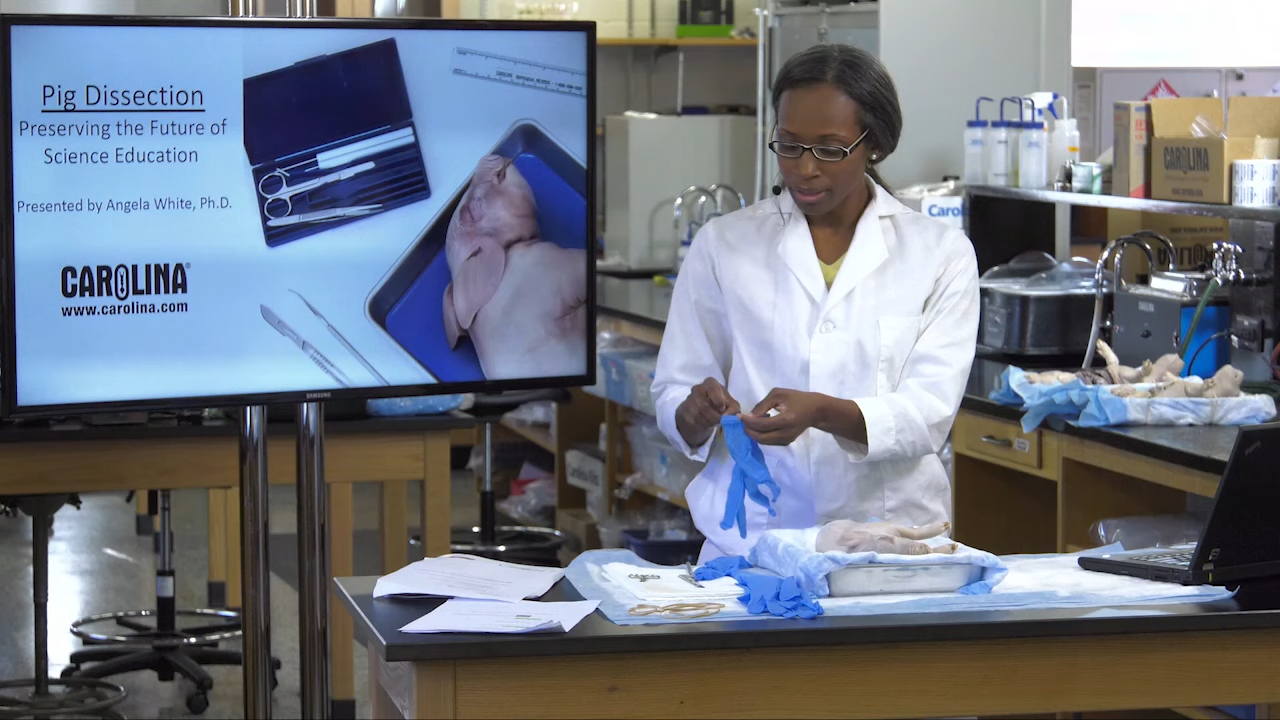 Pig Dissection
Preserving the Future of
Science Education
Presented by Angela White, Ph.D.
CAROLINA®
www.carolina.com
SAMSUNG
CAROLINA
Carol